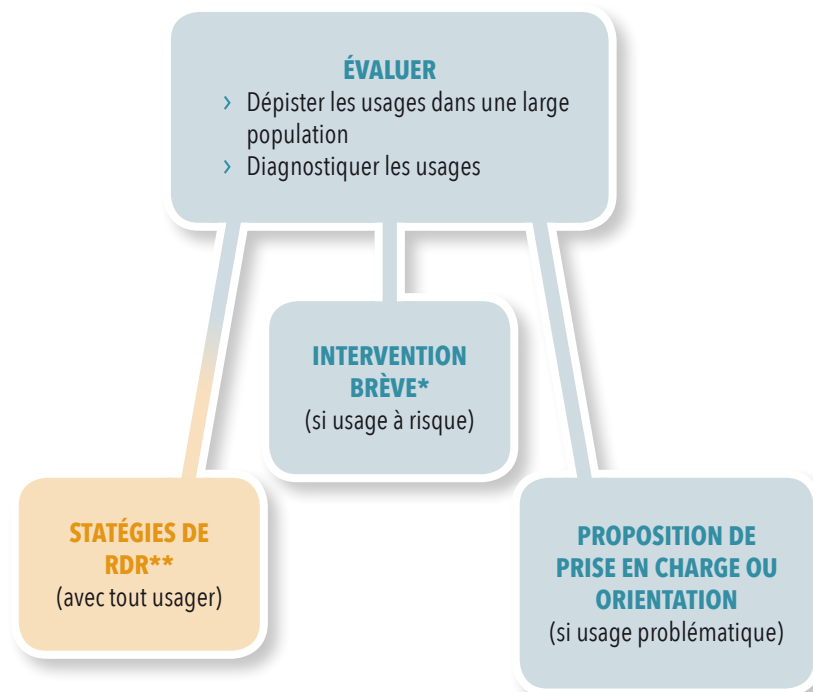 ÉVALUER
› Dépister les usages dans une large
population
› Diagnostiquer les usages
INTERVENTION
BRÈVE*
(si usage à risque)
STATÉGIES DE
RDR**
(avec tout usager)
PROPOSITION DE
PRISE EN CHARGE OU
ORIENTATION
(si usage problématique)